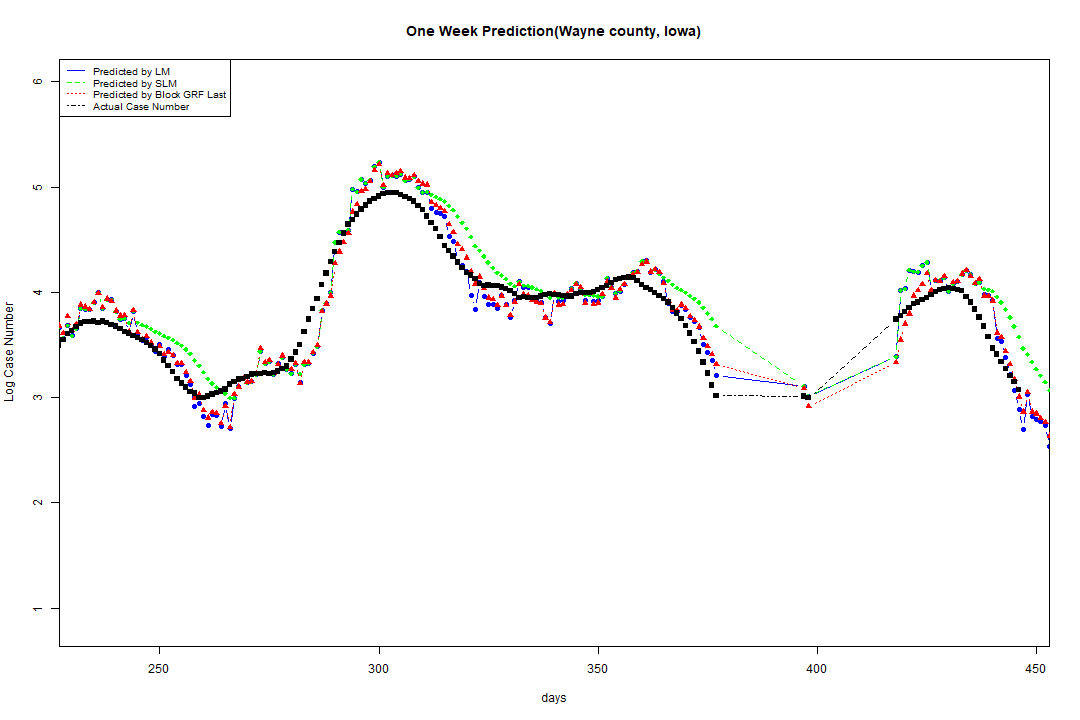 One Week Prediction(Wayne county, Iowa)
Predicted by LM
Predicted by SLM
Predicted by Block GRF Last
Actual Case Number
6
5
4
3
2
1
Log Case Number
250
300
350
400
450
days